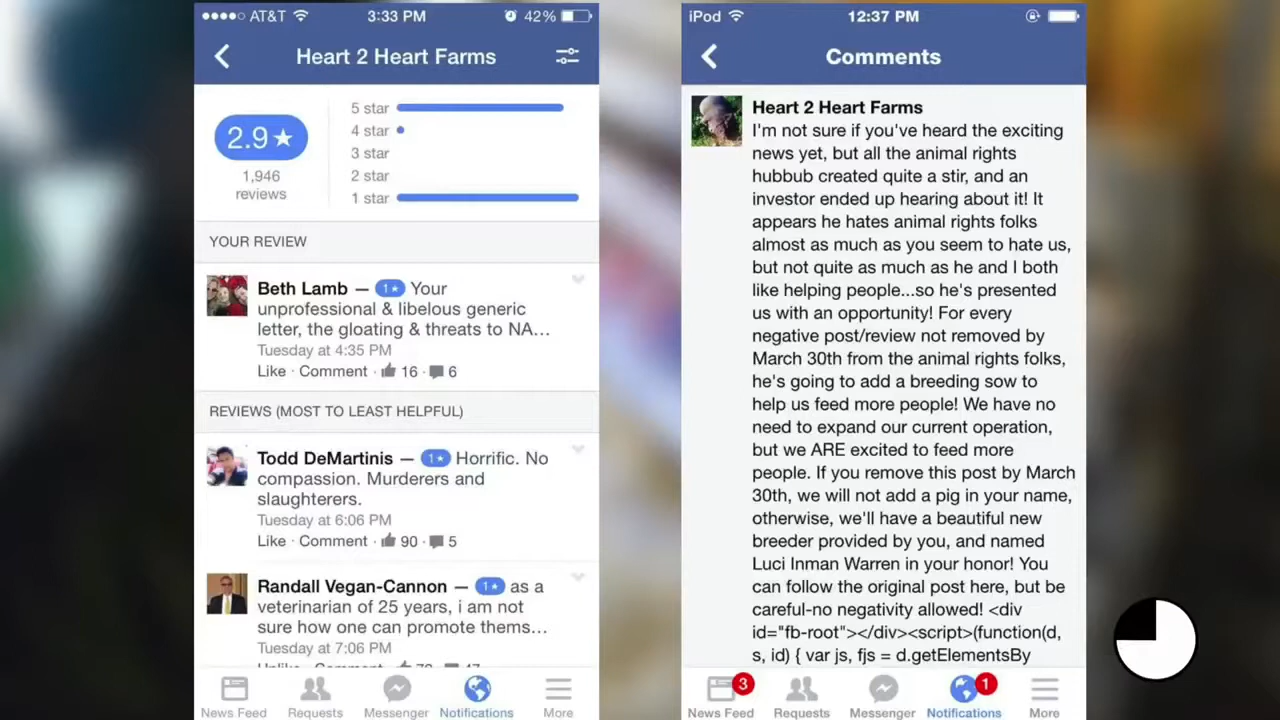 AT&T 3:33 PM 42%
Heart 2 Heart Farms
2.9★
1,946
reviews
5 star
4 star
3 star
2 star
1 star
YOUR REVIEW
Beth Lamb — 1★ Your
unprofessional & libelous generic
letter, the gloating & threats to NA...
Tuesday at 4:35 PM
Like · Comment · 16 · 6
REVIEWS (MOST TO LEAST HELPFUL)
Todd DeMartinis — 1★ Horrific. No
compassion. Murderers and
slaughterers.
Tuesday at 6:06 PM
Like · Comment · 90 · 5
Randall Vegan-Cannon — 1★ as a
veterinarian of 25 years, i am not
sure how one can promote thems...
Tuesday at 7:06 PM
Unlike · Comment
News Feed Requests Messenger Notifications More
iPod 12:37 PM
Comments
Heart 2 Heart Farms
I'm not sure if you've heard the exciting
news yet, but all the animal rights
hubbub created quite a stir, and an
investor ended up hearing about it! It
appears he hates animal rights folks
almost as much as you seem to hate us,
but not quite as much as he and I both
like helping people...so he's presented
us with an opportunity! For every
negative post/review not removed by
March 30th from the animal rights folks,
he's going to add a breeding sow to
help us feed more people! We have no
need to expand our current operation,
but we ARE excited to feed more
people. If you remove this post by March
30th, we will not add a pig in your name,
otherwise, we'll have a beautiful new
breeder provided by you, and named
Luci Inman Warren in your honor! You
can follow the original post here, but be
careful-no negativity allowed! <div
id="fb-root"></div><script>(function(d,
s, id) { var js, fjs = d.getElementsBy
3 1
News Feed Requests Messenger Notifications More